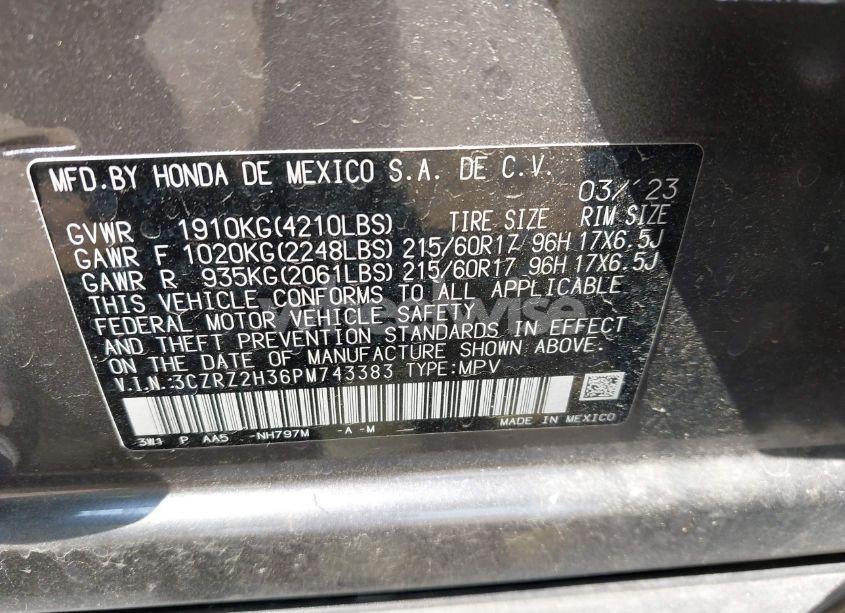 MFD.BY HONDA DE MEXICO S.A. DE C.V. 03/'23
GVWR 1910KG(4210LBS) TIRE SIZE RIM SIZE
GAWR F 1020KG(2248LBS) 215/60R17 96H 17X6.5J
GAWR R 935KG(2061LBS) 215/60R17 96H 17X6.5J
THIS VEHICLE CONFORMS TO ALL APPLICABLE
FEDERAL MOTOR VEHICLE SAFETY
AND THEFT PREVENTION STANDARDS IN EFFECT
ON THE DATE OF MANUFACTURE SHOWN ABOVE.
V.I.N.:3CZRZ2H36PM743383 TYPE:MPV
3W1 P AA5 -NH797M -A -M MADE IN MEXICO